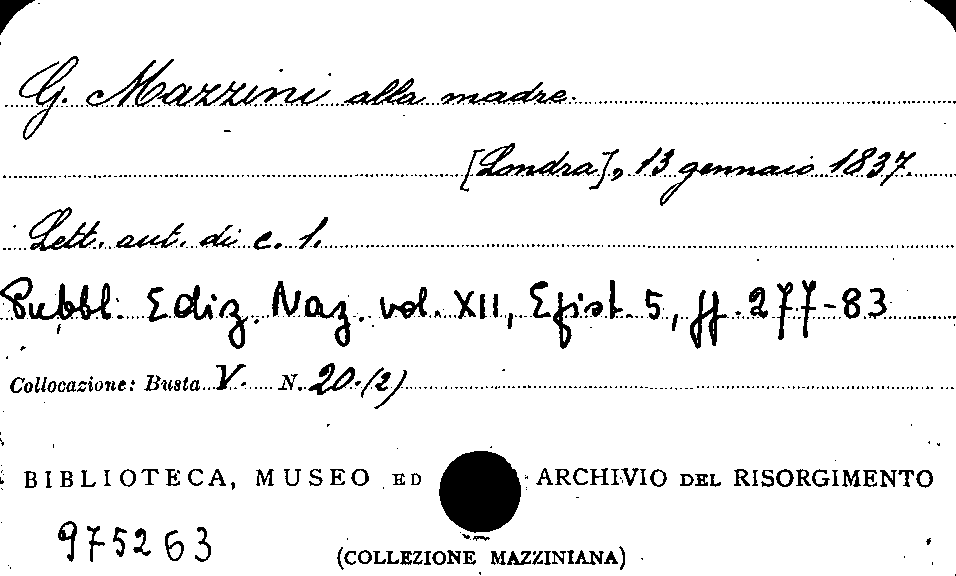 G. Mazzini alla madre.
[Londra], 13 gennaio 1837.
Lett. aut. di c. 1.
Pubbl. Ediz. Naz. vol. XII, Epist. 5, pp. 277-83
Collocazione: Busta V. N. 20.(2)
BIBLIOTECA, MUSEO ED ARCHIVIO DEL RISORGIMENTO
975263
(COLLEZIONE MAZZINIANA)